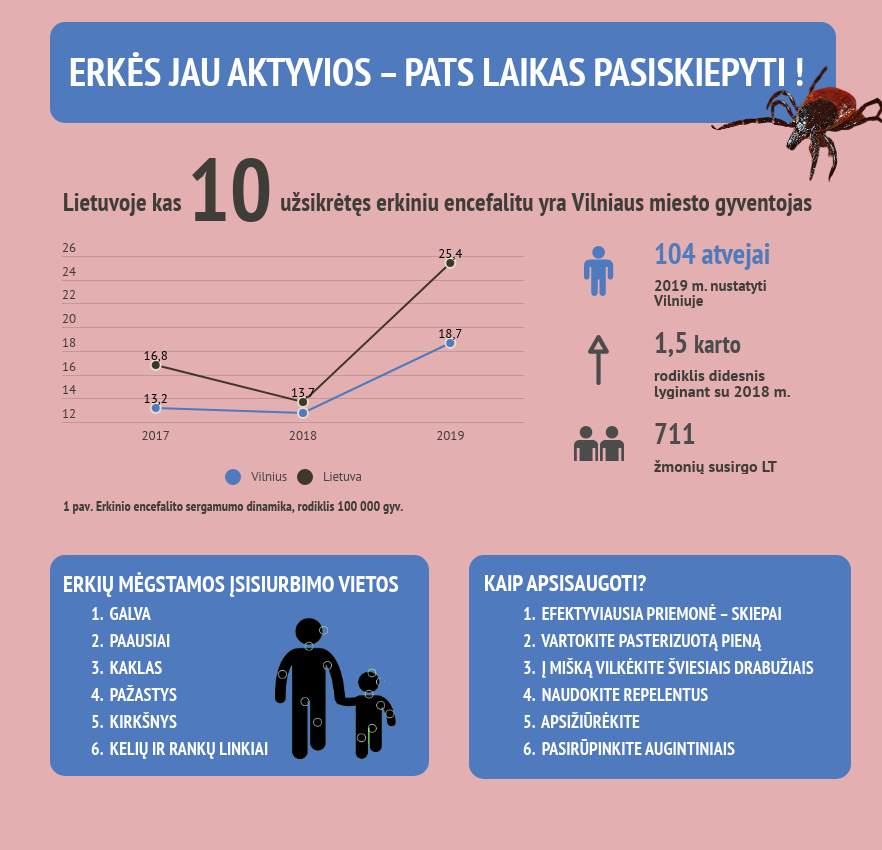 ERKĖS JAU AKTYVIOS – PATS LAIKAS PASISKIEPYTI !
Lietuvoje kas 10 užsikrėtęs erkiniu encefalitu yra Vilniaus miesto gyventojas
26
24
22
20
18
16
14
12
25,4
18,7
16,8
13,7
13,2
2017
2018
2019
Vilnius
Lietuva
1 pav. Erkinio encefalito sergamumo dinamika, rodiklis 100 000 gyv.
104 atvejai
2019 m. nustatyti
Vilniuje
1,5 karto
rodiklis didesnis
lyginant su 2018 m.
711
žmonių susirgo LT
ERKIŲ MĖGSTAMOS ĮSISIURBIMO VIETOS
1. GALVA
2. PAAUSIAI
3. KAKLAS
4. PAŽASTYS
5. KIRKŠNYS
6. KELIŲ IR RANKŲ LINKIAI
KAIP APSISAUGOTI?
1. EFEKTYVIAUSIA PRIEMONĖ – SKIEPAI
2. VARTOKITE PASTERIZUOTĄ PIENĄ
3. Į MIŠKĄ VILKĖKITE ŠVIESIAIS DRABUŽIAIS
4. NAUDOKITE REPELENTUS
5. APSIŽIŪRĖKITE
6. PASIRŪPINKITE AUGINTINIAIS